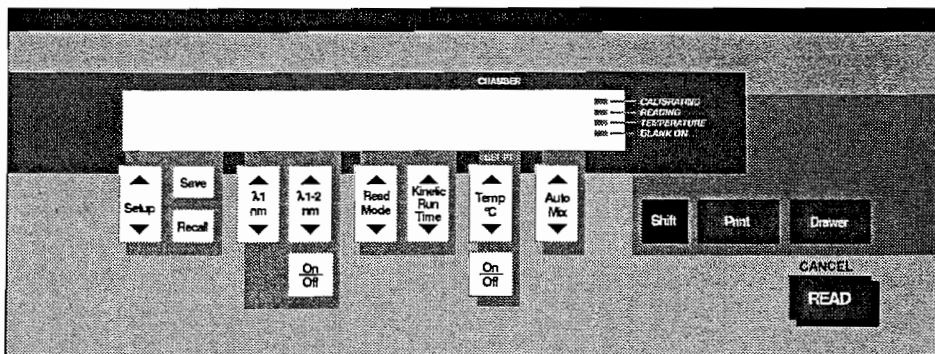 CHAMBER
CALIBRATING
READING
TEMPERATURE
BLANK ON
SET PT
Setup
Save
Recall
λ1
nm
λ1-2
nm
On
Off
Read
Mode
Kinetic
Run
Time
Temp
°C
On
Off
Auto
Mix
Shift
Print
Drawer
CANCEL
READ